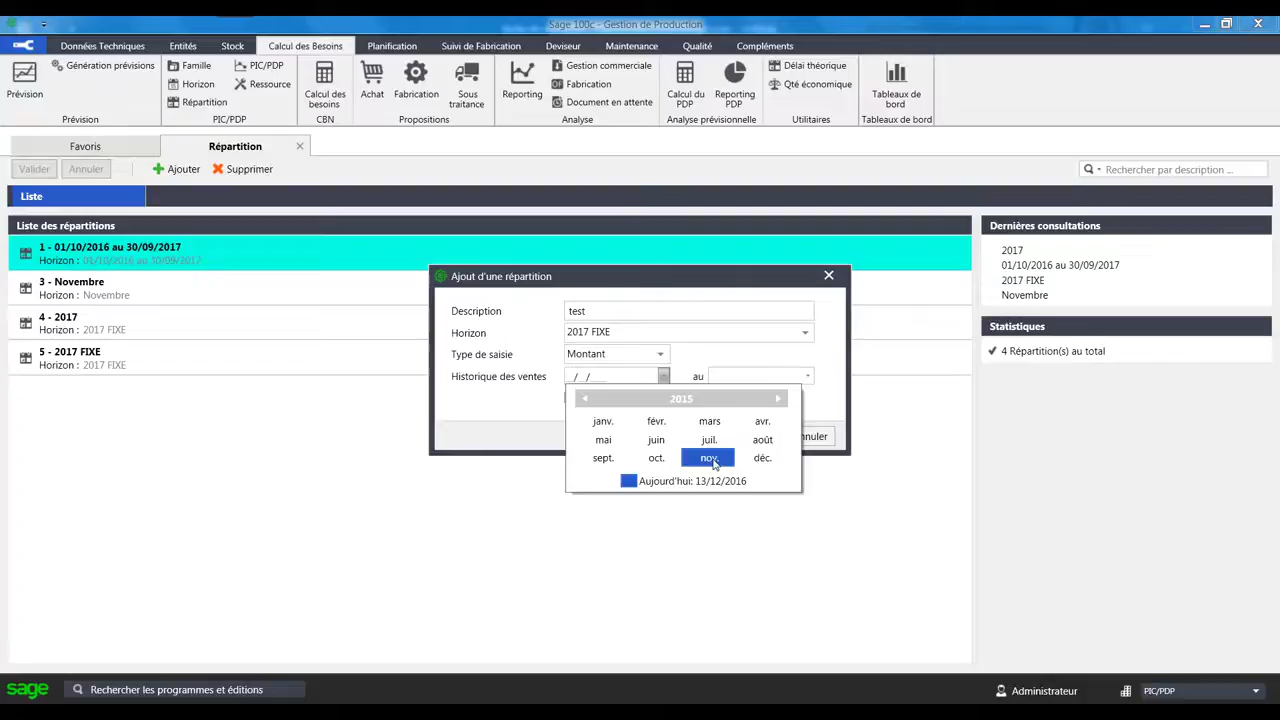 Sage 100c - Gestion de Production
Données Techniques Entités Stock Calcul des Besoins Planification Suivi de Fabrication Deviseur Maintenance Qualité Compléments
Prévision
Génération prévisions
Prévision
Famille
Horizon
Répartition
PIC/PDP
Ressource
PIC/PDP
Calcul des
besoins
CBN
Achat
Fabrication
Sous
traitance
Propositions
Reporting
Gestion commerciale
Fabrication
Document en attente
Analyse
Calcul du
PDP
Reporting
PDP
Analyse prévisionnelle
Délai théorique
Qté économique
Utilitaires
Tableaux de
bord
Tableaux de bord
Favoris
Répartition
Valider Annuler Ajouter Supprimer
Rechercher par description ...
Liste
Liste des répartitions
1 - 01/10/2016 au 30/09/2017
Horizon : 01/10/2016 au 30/09/2017
3 - Novembre
Horizon : Novembre
4 - 2017
Horizon : 2017 FIXE
5 - 2017 FIXE
Horizon : 2017 FIXE
Ajout d'une répartition
Description test
Horizon 2017 FIXE
Type de saisie Montant
Historique des ventes _/_/___ au
2015
janv. févr. mars avr.
mai juin juil. août
sept. oct. nov. déc.
Aujourd'hui: 13/12/2016
Dernières consultations
2017
01/10/2016 au 30/09/2017
2017 FIXE
Novembre
Statistiques
4 Répartition(s) au total
sage
Rechercher les programmes et éditions
Administrateur
PIC/PDP